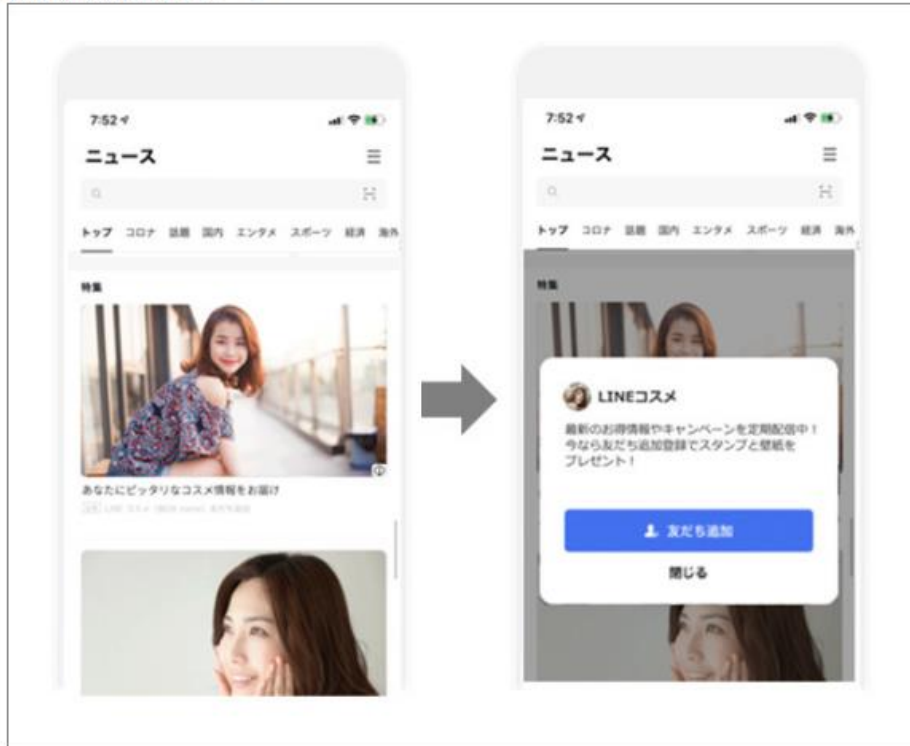 7:52
ニュース
トップ コロナ 話題 国内 エンタメ スポーツ 経済 海外
特集
あなたにピッタリなコスメ情報をお届け
7:52
ニュース
トップ コロナ 話題 国内 エンタメ スポーツ 経済 海外
特集
LINEコスメ
最新のお得情報やキャンペーンを定期配信中！
今なら友だち追加登録でスタンプと壁紙を
プレゼント！
友だち追加
閉じる